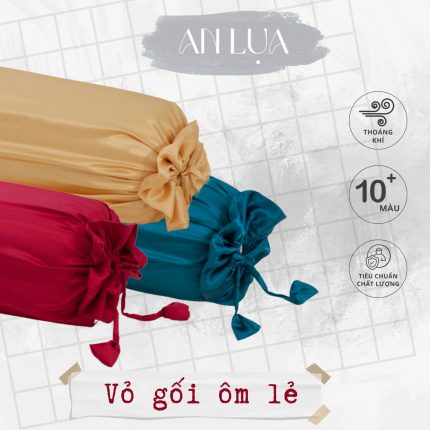 AN LỤA
THOÁNG
KHÍ
10+
MÀU
TIÊU CHUẨN
CHẤT LƯỢNG
Vỏ gối ôm lẻ